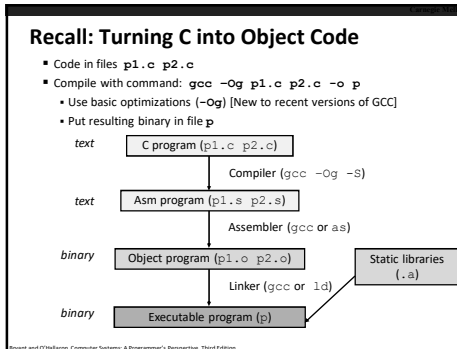 Carnegie Mellon
Recall: Turning C into Object Code
▪ Code in files p1.c p2.c
▪ Compile with command: gcc –Og p1.c p2.c -o p
▪ Use basic optimizations (-Og) [New to recent versions of GCC]
▪ Put resulting binary in file p
text
C program (p1.c p2.c)
Compiler (gcc –Og -S)
text
Asm program (p1.s p2.s)
Assembler (gcc or as)
binary
Object program (p1.o p2.o)
Static libraries
(.a)
Linker (gcc or ld)
binary
Executable program (p)
Bryant and O'Hallaron, Computer Systems: A Programmer's Perspective, Third Edition